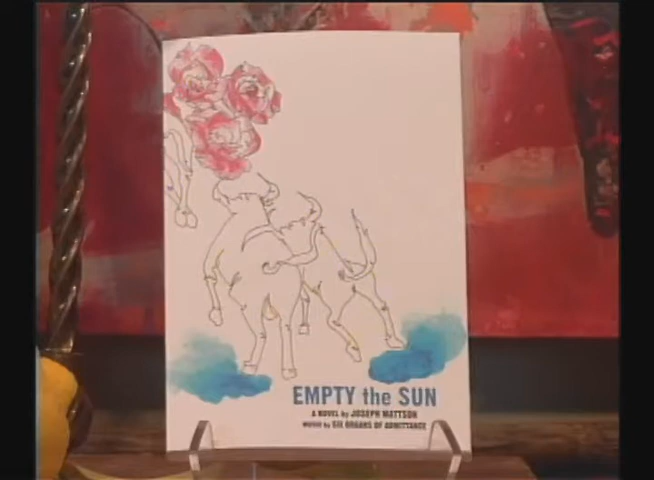 EMPTY the SUN
A NOVEL by JOSEPH MATTSON
MUSIC by SIX ORGANS OF ADMITTANCE